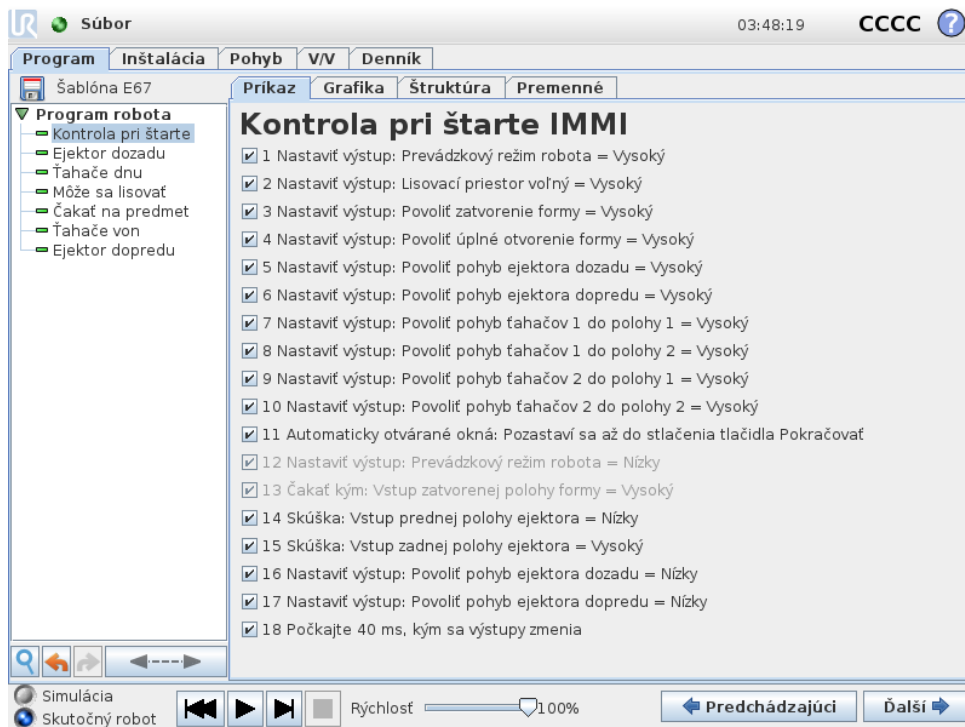 UR Súbor 03:48:19 CCCC ?
Program Inštalácia Pohyb V/V Denník
Šablóna E67
Príkaz Grafika Štruktúra Premenné
Program robota
Kontrola pri štarte
Ejektor dozadu
Ťahače dnu
Môže sa lisovať
Čakať na predmet
Ťahače von
Ejektor dopredu
Kontrola pri štarte IMMI
1 Nastaviť výstup: Prevádzkový režim robota = Vysoký
2 Nastaviť výstup: Lisovací priestor voľný = Vysoký
3 Nastaviť výstup: Povoliť zatvorenie formy = Vysoký
4 Nastaviť výstup: Povoliť úplné otvorenie formy = Vysoký
5 Nastaviť výstup: Povoliť pohyb ejektora dozadu = Vysoký
6 Nastaviť výstup: Povoliť pohyb ejektora dopredu = Vysoký
7 Nastaviť výstup: Povoliť pohyb ťahačov 1 do polohy 1 = Vysoký
8 Nastaviť výstup: Povoliť pohyb ťahačov 1 do polohy 2 = Vysoký
9 Nastaviť výstup: Povoliť pohyb ťahačov 2 do polohy 1 = Vysoký
10 Nastaviť výstup: Povoliť pohyb ťahačov 2 do polohy 2 = Vysoký
11 Automaticky otvárané okná: Pozastaví sa až do stlačenia tlačidla Pokračovať
12 Nastaviť výstup: Prevádzkový režim robota = Nízky
13 Čakať kým: Vstup zatvorenej polohy formy = Vysoký
14 Skúška: Vstup prednej polohy ejektora = Nízky
15 Skúška: Vstup zadnej polohy ejektora = Vysoký
16 Nastaviť výstup: Povoliť pohyb ejektora dozadu = Nízky
17 Nastaviť výstup: Povoliť pohyb ejektora dopredu = Nízky
18 Počkajte 40 ms, kým sa výstupy zmenia
Simulácia
Skutočný robot
Rýchlosť 100%
Predchádzajúci Ďalší